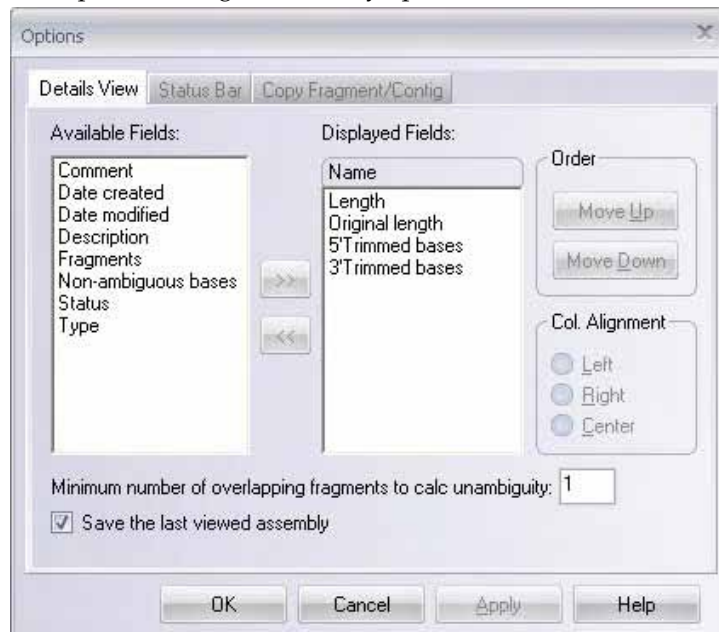 Options
Details View Status Bar Copy Fragment/Contig
Available Fields: Displayed Fields:
Comment
Date created
Date modified
Description
Fragments
Non-ambiguous bases
Status
Type
>>
<<
Name
Length
Original length
5'Trimmed bases
3'Trimmed bases
Order
Move Up
Move Down
Col. Alignment
Left
Right
Center
Minimum number of overlapping fragments to calc unambiguity: 1
Save the last viewed assembly
OK Cancel Apply Help